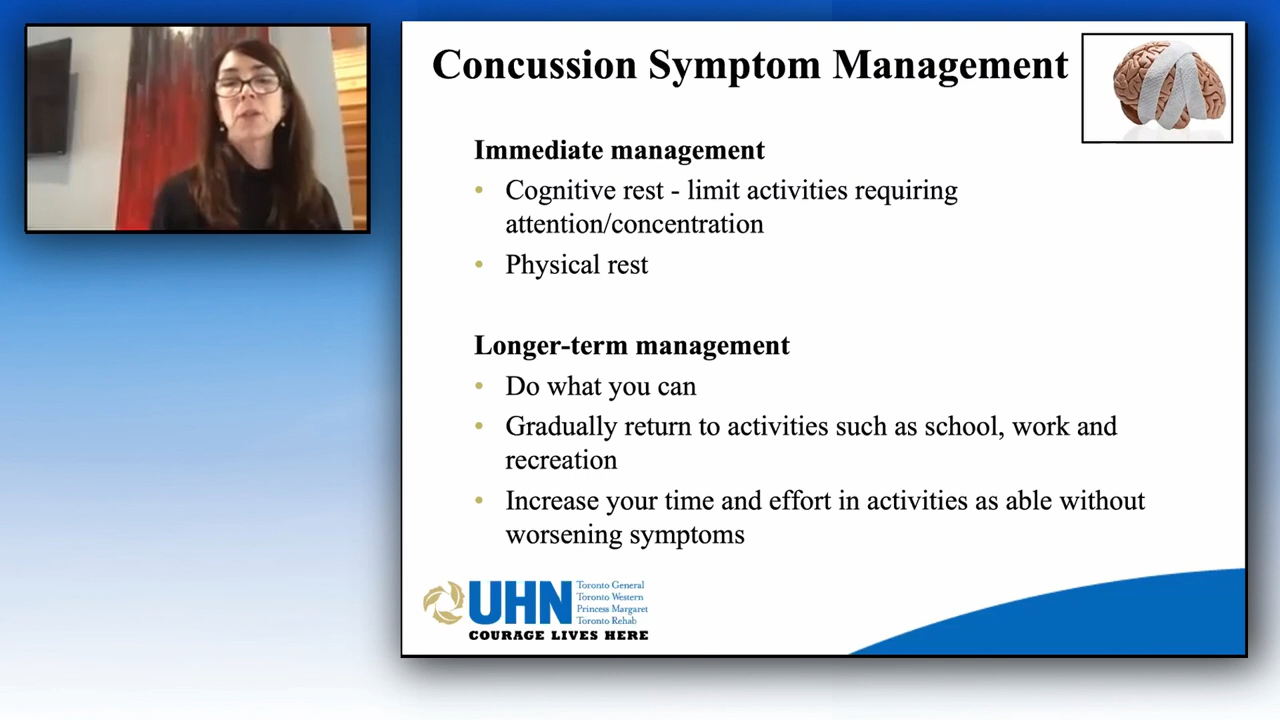 Concussion Symptom Management
Immediate management
• Cognitive rest - limit activities requiring
attention/concentration
• Physical rest
Longer-term management
• Do what you can
• Gradually return to activities such as school, work and
recreation
• Increase your time and effort in activities as able without
worsening symptoms
UHN
Toronto General
Toronto Western
Princess Margaret
Toronto Rehab
COURAGE LIVES HERE